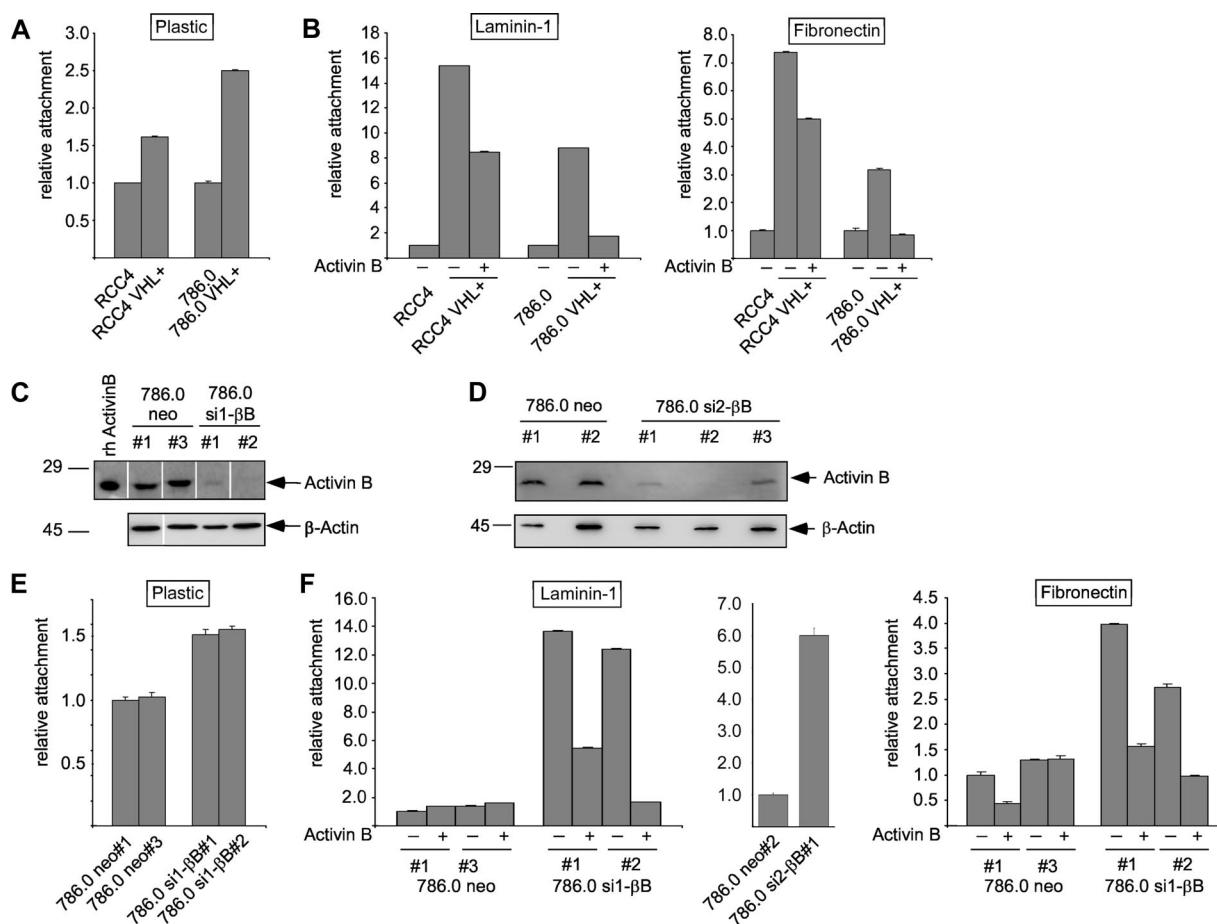 A
Plastic
relative attachment
3.0
2.5
2.0
1.5
1.0
0.5
RCC4
RCC4 VHL+
786.0
786.0 VHL+
B
Laminin-1
relative attachment
18
16
14
12
10
8
6
4
2
Activin B
– – + – – +
RCC4
RCC4 VHL+
786.0
786.0 VHL+
Fibronectin
relative attachment
8.0
7.0
6.0
5.0
4.0
3.0
2.0
1.0
– – + – – +
RCC4
RCC4 VHL+
786.0
786.0 VHL+
C
rh ActivinB
786.0 neo
786.0 si1-βB
#1 #3 #1 #2
29
Activin B
45
β-Actin
D
786.0 neo
786.0 si2-βB
#1 #2 #1 #2 #3
29
Activin B
45
β-Actin
E
Plastic
relative attachment
1.5
1.0
0.5
786.0 neo#1
786.0 neo#3
786.0 si1-βB#1
786.0 si1-βB#2
F
Laminin-1
relative attachment
16.0
14.0
12.0
10.0
8.0
6.0
4.0
2.0
Activin B
– + – + – + – +
#1 #3 #1 #2
786.0 neo
786.0 si1-βB
7.0
6.0
5.0
4.0
3.0
2.0
1.0
786.0 neo#2
786.0 si2-βB#1
Fibronectin
relative attachment
4.5
4.0
3.5
3.0
2.5
2.0
1.5
1.0
0.5
Activin B
– + – + – + – +
#1 #3 #1 #2
786.0 neo
786.0 si1-βB